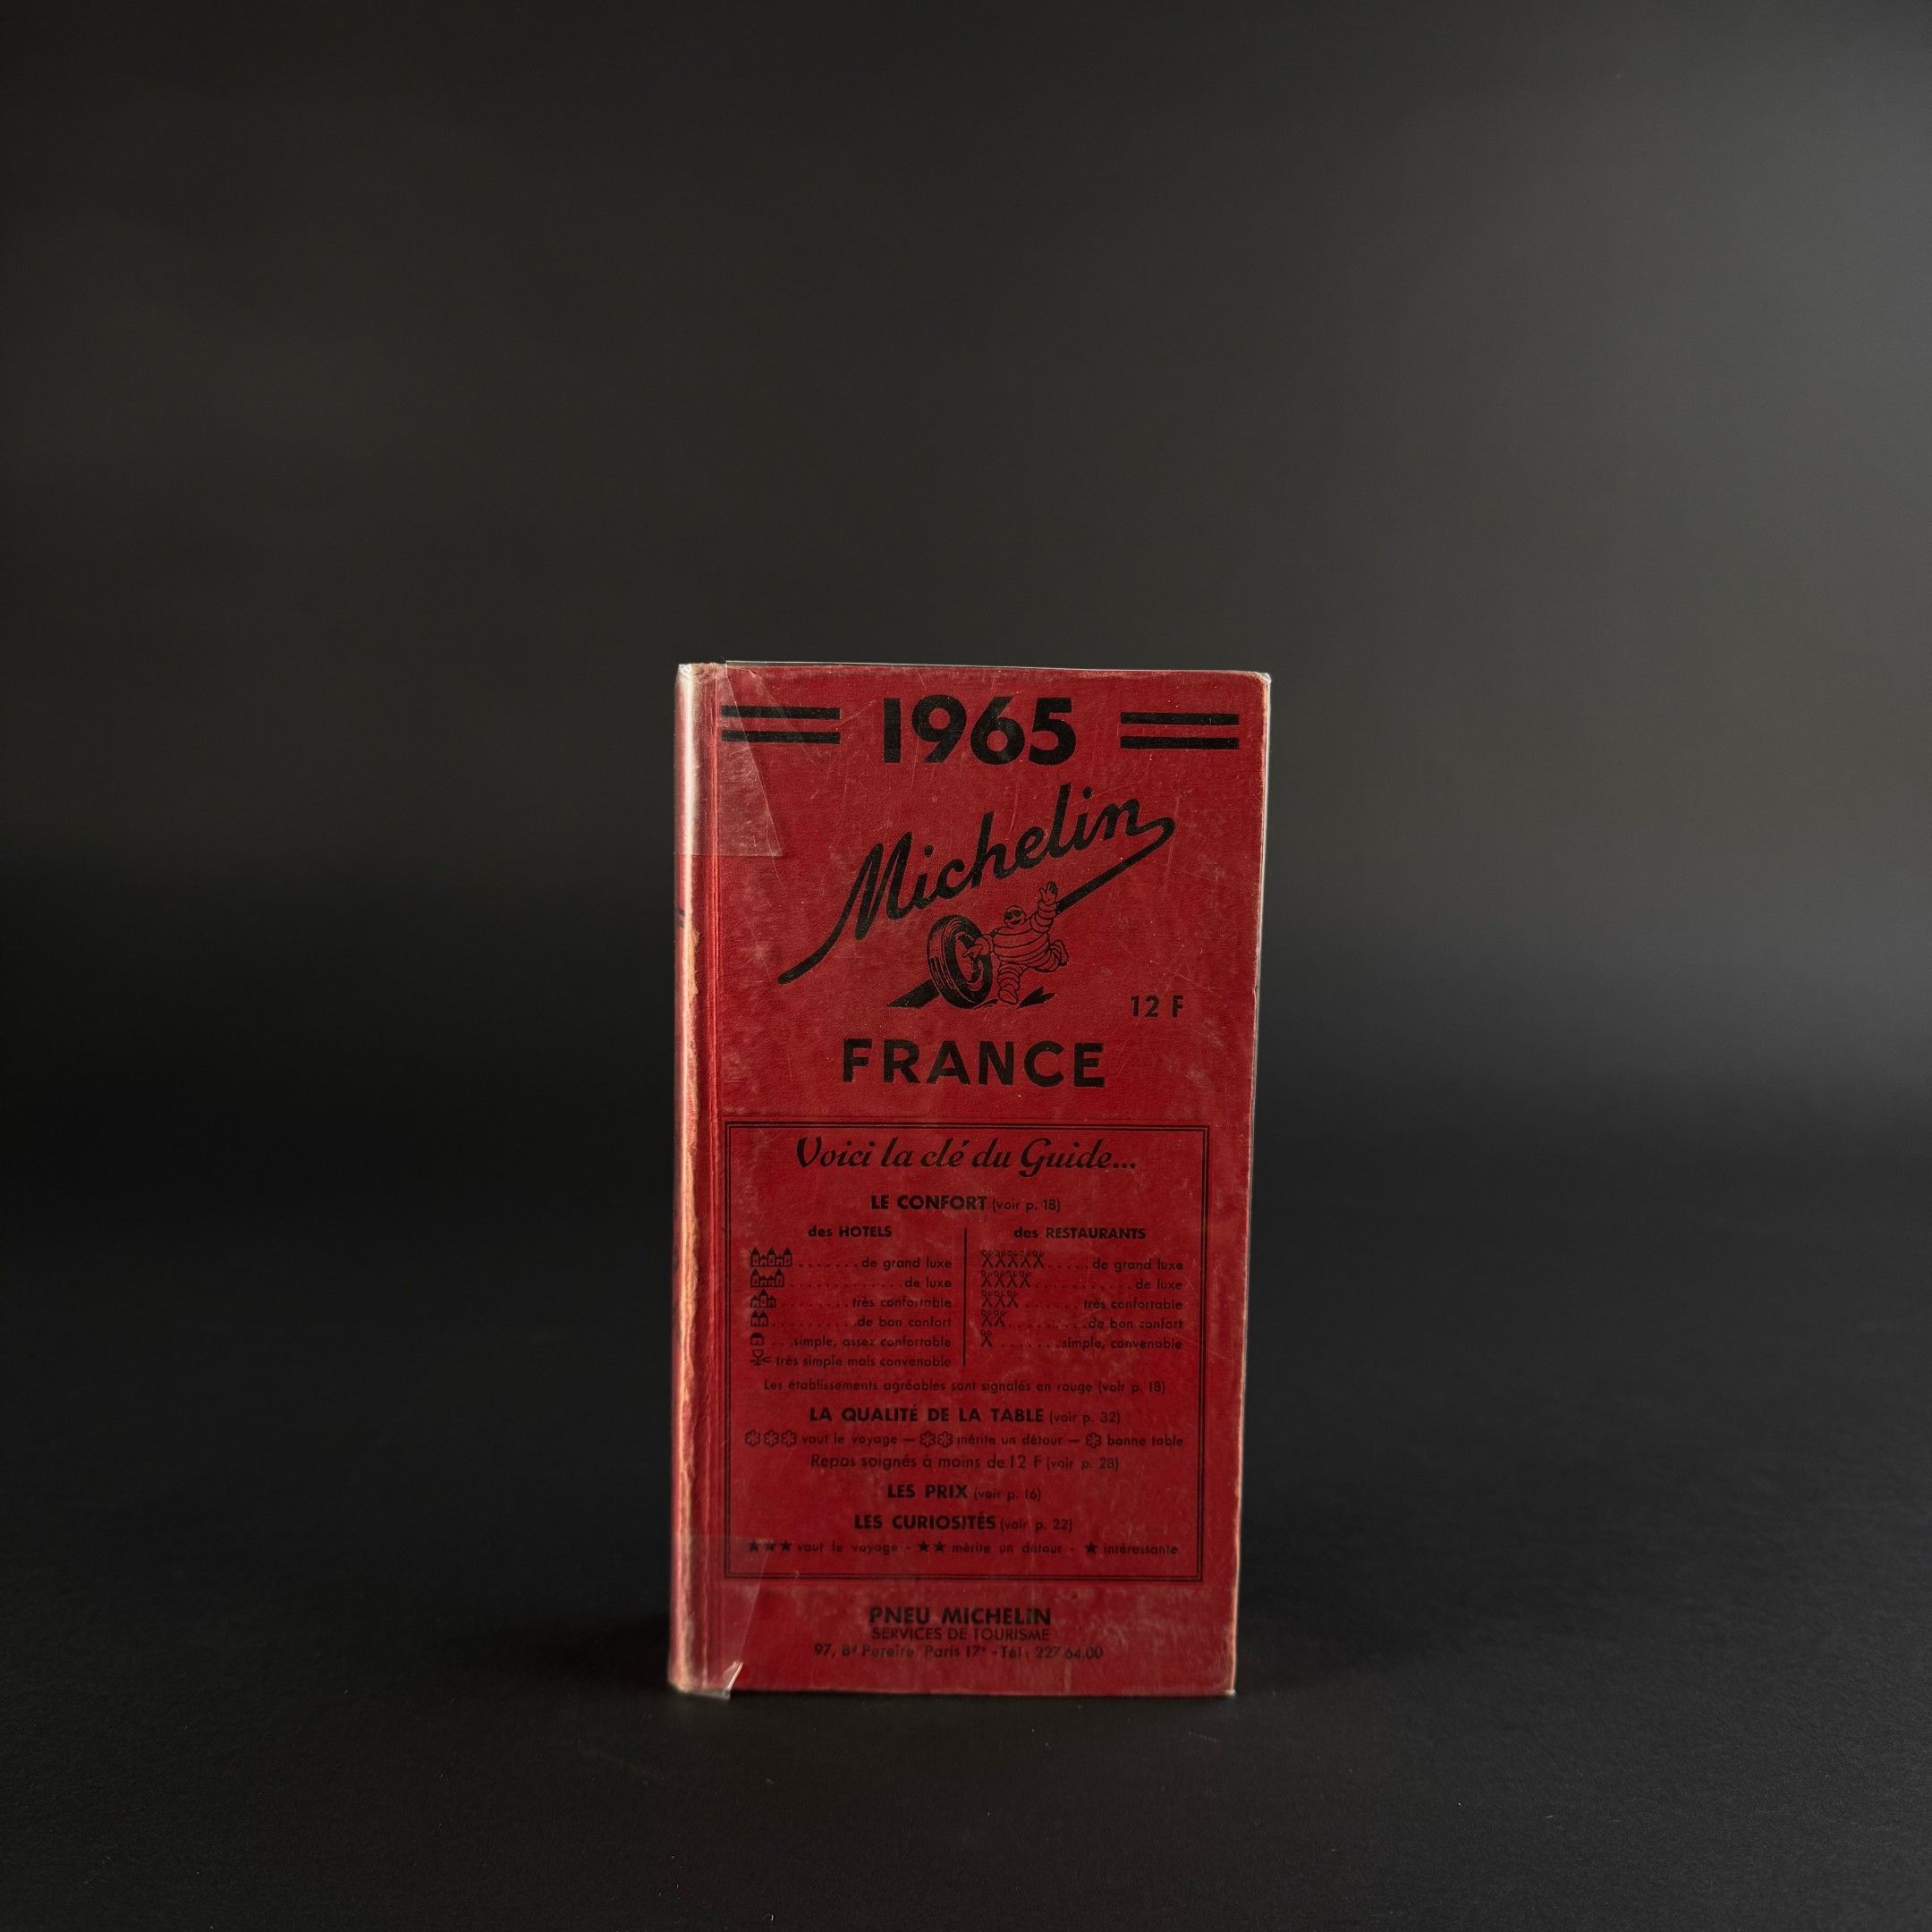 1965
Michelin
12 F
FRANCE
Voici la clé du Guide...
LE CONFORT (voir p. 18)
des HOTELS
.......de grand luxe
.............de luxe
.........très confortable
..........de bon confort
...simple, assez confortable
très simple mais convenable
des RESTAURANTS
.....de grand luxe
...........de luxe
.......très confortable
.........de bon confort
.......simple, convenable
Les établissements agréables sont signalés en rouge (voir p. 18)
LA QUALITÉ DE LA TABLE (voir p. 32)
vaut le voyage — mérite un détour — bonne table
Repas soignés à moins de 12 F (voir p. 28)
LES PRIX (voir p. 16)
LES CURIOSITÉS (voir p. 22)
★★★ vaut le voyage - ★★ mérite un détour - ★ intéressante
PNEU MICHELIN
SERVICES DE TOURISME
97, Bd Pereire, Paris 17e - Tél : 227.64.00